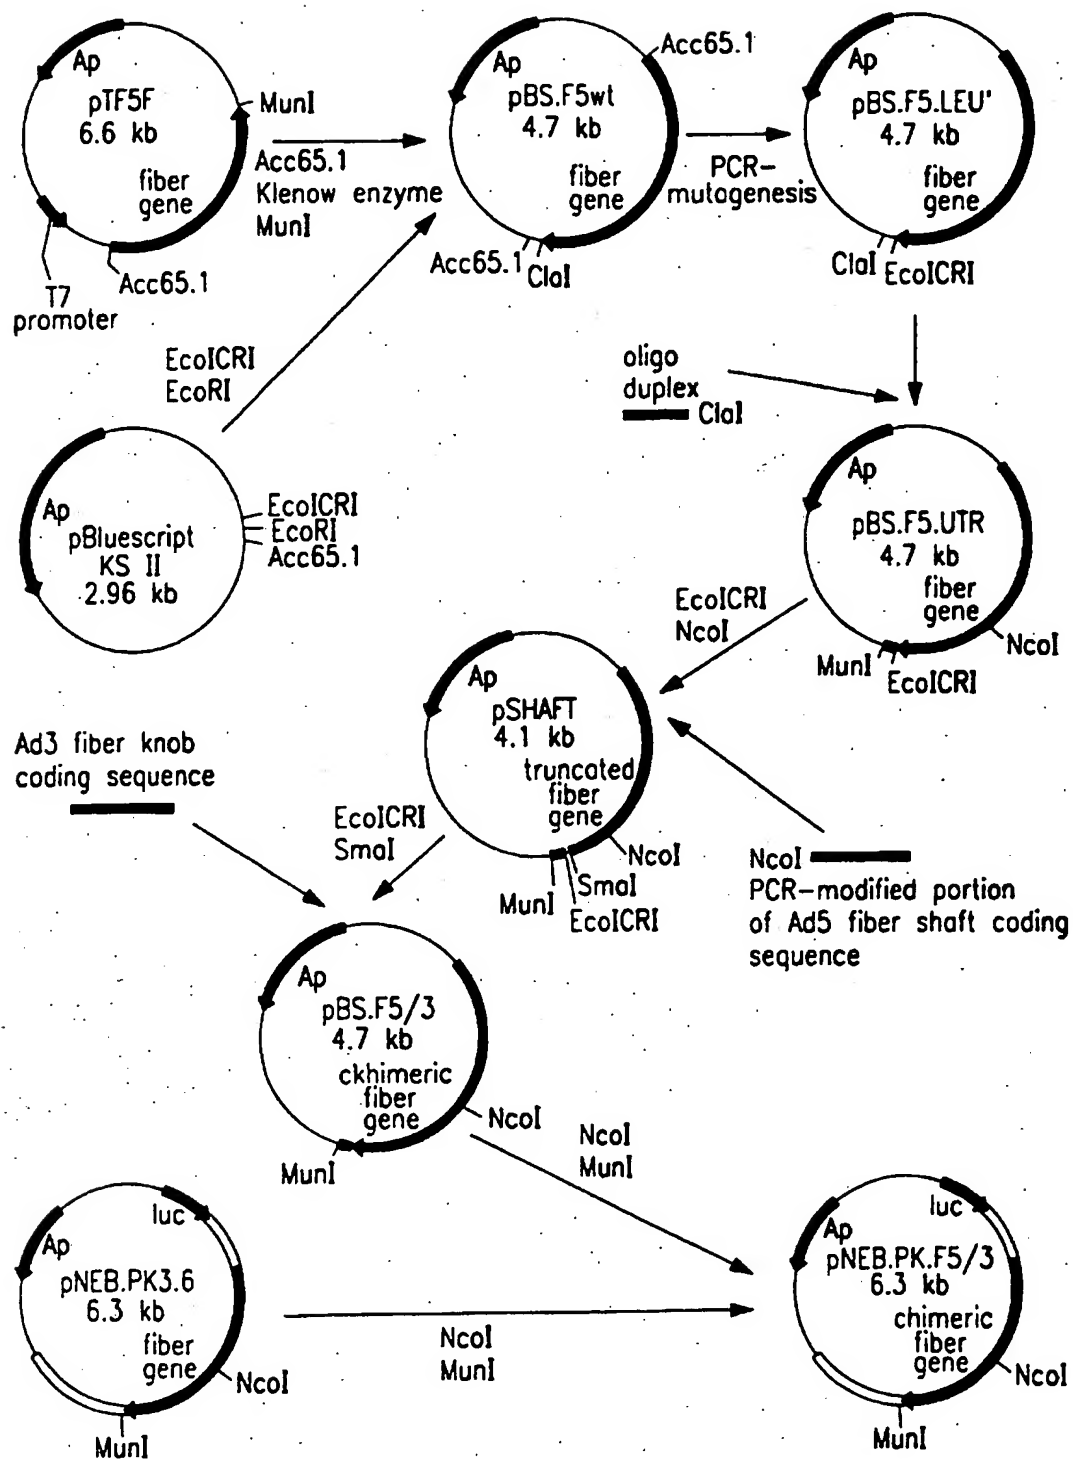 Ap
pTF5F
6.6 kb
fiber
gene
MunI
Acc65.1
T7
promoter
Acc65.1
Klenow enzyme
MunI
Ap
pBS.F5wt
4.7 kb
fiber
gene
Acc65.1
Acc65.1
ClaI
PCR-
mutogenesis
Ap
pBS.F5.LEU'
4.7 kb
fiber
gene
ClaI
EcoICRI
EcoICRI
EcoRI
oligo
duplex
ClaI
Ap
pBluescript
KS II
2.96 kb
EcoICRI
EcoRI
Acc65.1
Ap
pBS.F5.UTR
4.7 kb
fiber
gene
NcoI
MunI
EcoICRI
EcoICRI
NcoI
Ap
pSHAFT
4.1 kb
truncated
fiber
gene
NcoI
SmaI
MunI
EcoICRI
Ad3 fiber knob
coding sequence
EcoICRI
SmaI
NcoI
PCR-modified portion
of Ad5 fiber shaft coding
sequence
Ap
pBS.F5/3
4.7 kb
ckhimeric
fiber
gene
NcoI
MunI
NcoI
MunI
luc
Ap
pNEB.PK3.6
6.3 kb
fiber
gene
NcoI
MunI
NcoI
MunI
luc
Ap
pNEB.PK.F5/3
6.3 kb
chimeric
fiber
gene
NcoI
MunI